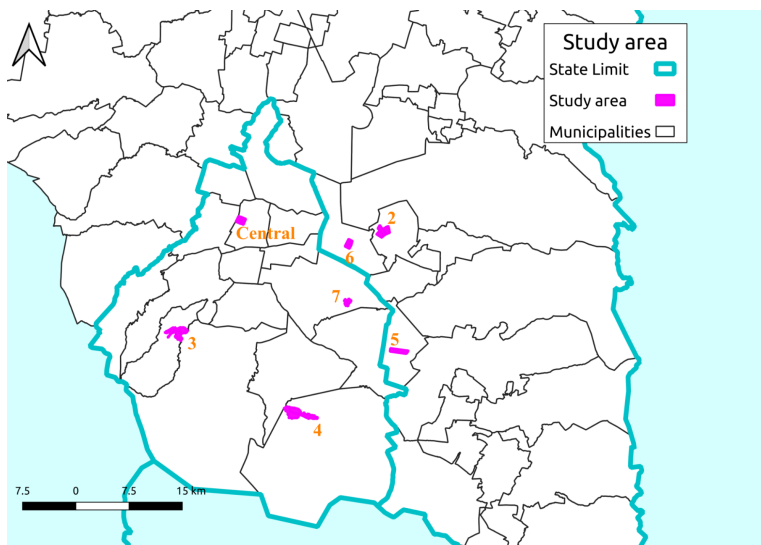 Study area
State Limit
Study area
Municipalities
2
Central
6
7
3
5
4
7.5 0 7.5 15 km